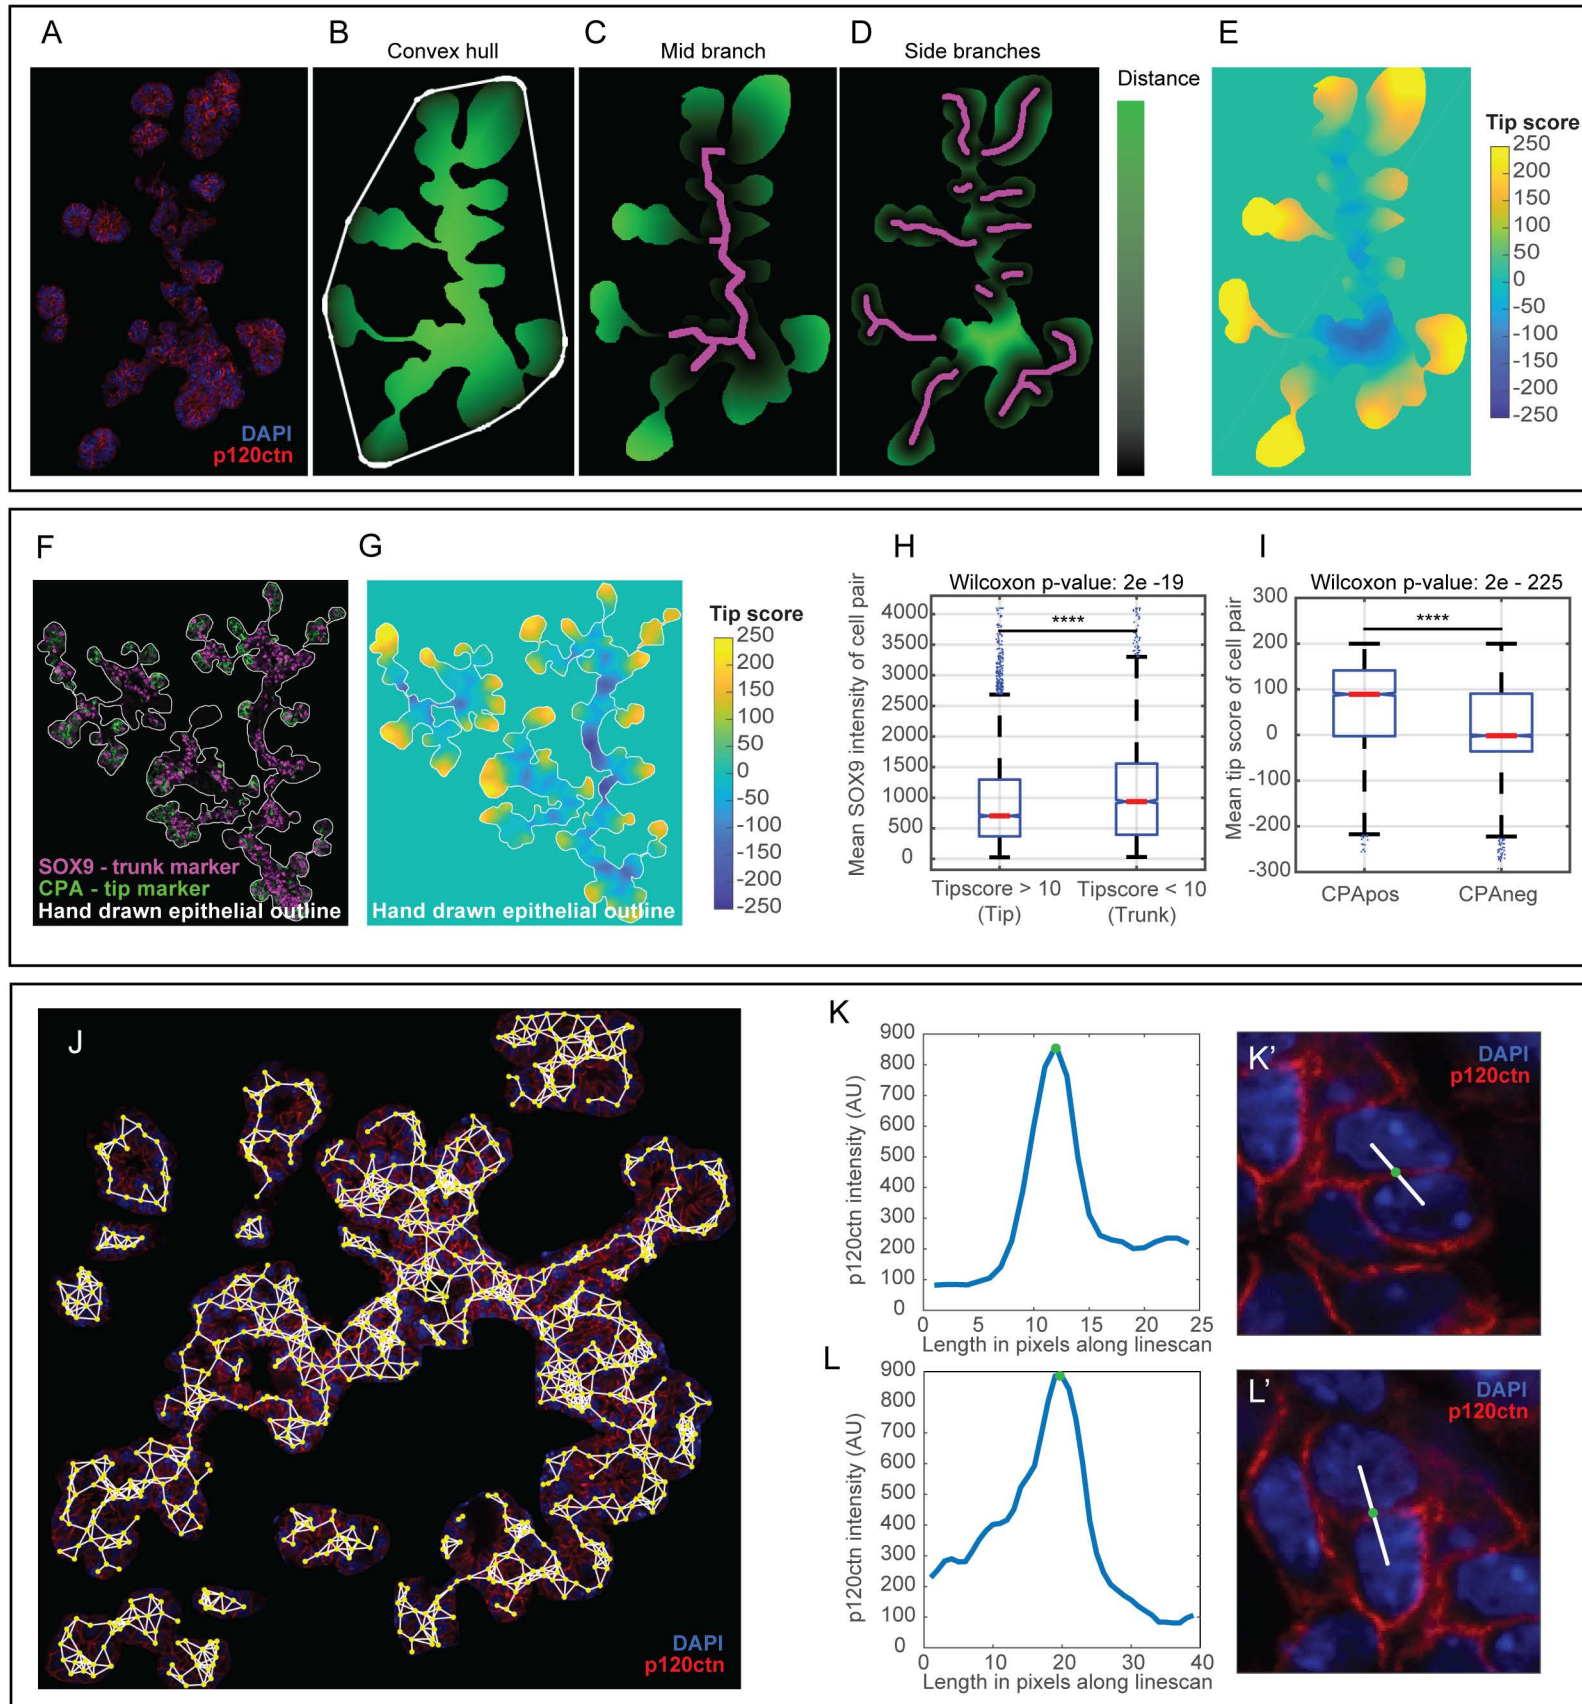 A
B
Convex hull
C
Mid branch
D
Side branches
Distance
E
Tip score
250
200
150
100
50
0
-50
-100
-150
-200
-250
DAPI
p120ctn
F
SOX9 - trunk marker
CPA - tip marker
Hand drawn epithelial outline
G
Hand drawn epithelial outline
Tip score
250
200
150
100
50
0
-50
-100
-150
-200
-250
H
Wilcoxon p-value: 2e -19
****
Mean SOX9 intensity of cell pair
4000
3500
3000
2500
2000
1500
1000
500
0
Tipscore > 10
(Tip)
Tipscore < 10
(Trunk)
I
Wilcoxon p-value: 2e - 225
****
Mean tip score of cell pair
300
200
100
0
-100
-200
-300
CPApos
CPAneg
J
DAPI
p120ctn
K
p120ctn intensity (AU)
900
800
700
600
500
400
300
200
100
0
0 5 10 15 20 25
Length in pixels along linescan
K'
DAPI
p120ctn
L
p120ctn intensity (AU)
900
800
700
600
500
400
900
200
100
0
0 10 20 30 40
Length in pixels along linescan
L'
DAPI
p120ctn